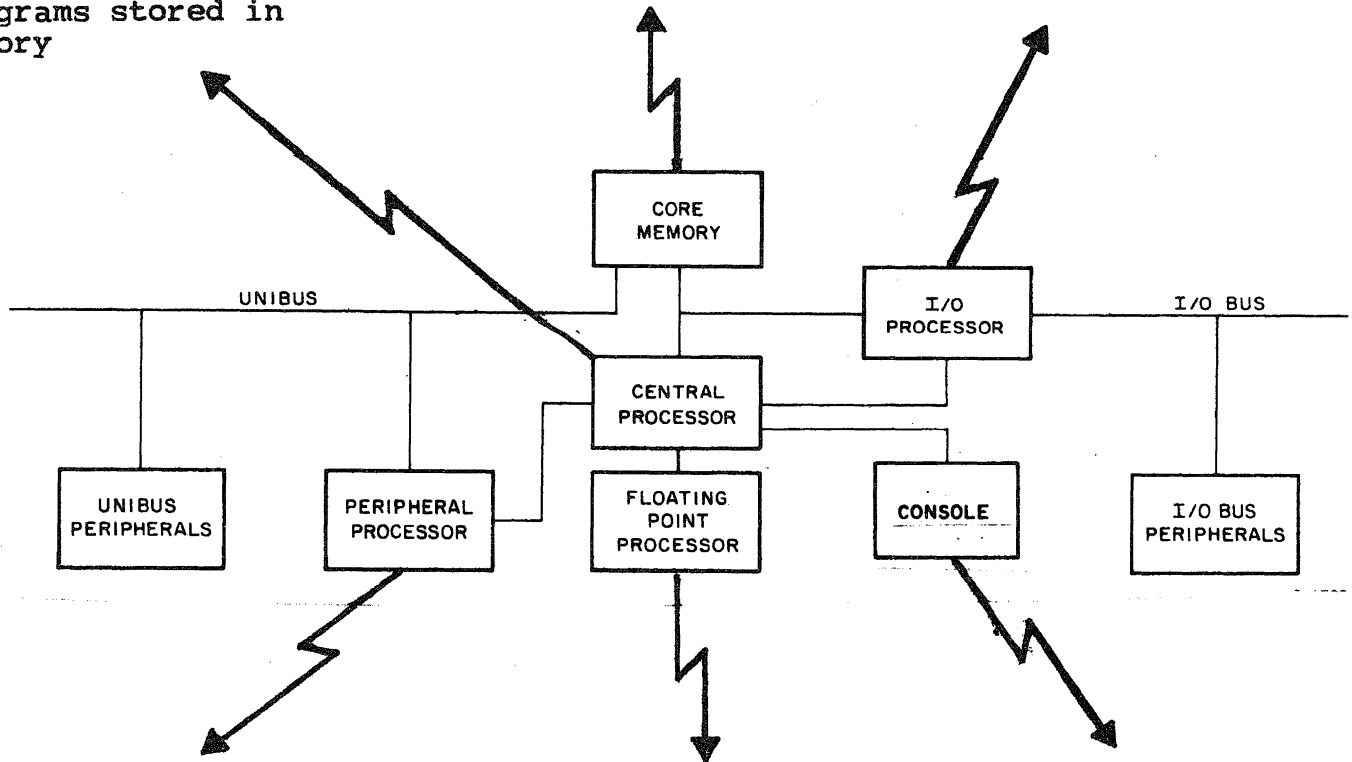 grams stored in
ory
CORE
MEMORY
UNIBUS
I/O
PROCESSOR
I/O BUS
CENTRAL
PROCESSOR
UNIBUS
PERIPHERALS
PERIPHERAL
PROCESSOR
FLOATING
POINT
PROCESSOR
CONSOLE
I/O BUS
PERIPHERALS